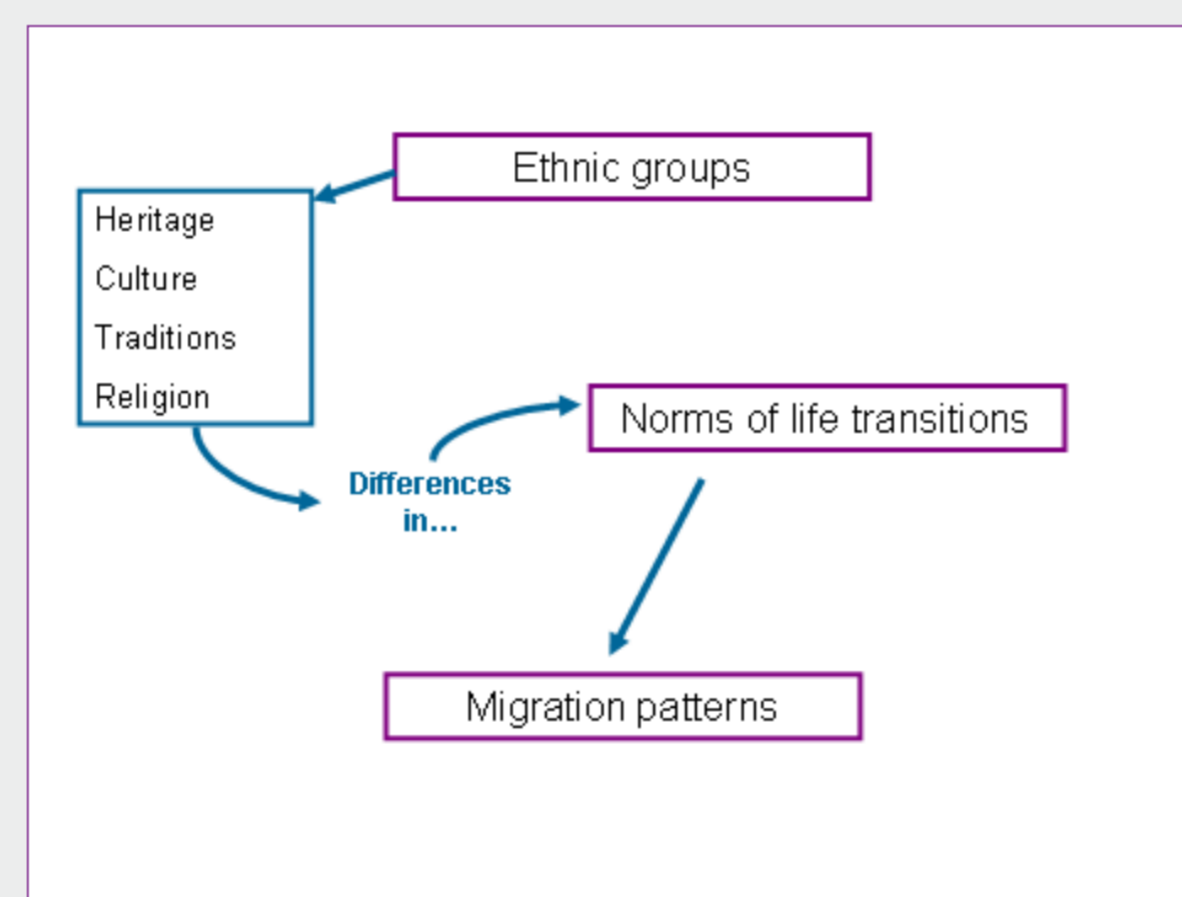 Ethnic groups
Heritage
Culture
Traditions
Religion
Norms of life transitions
Differences
in...
Migration patterns